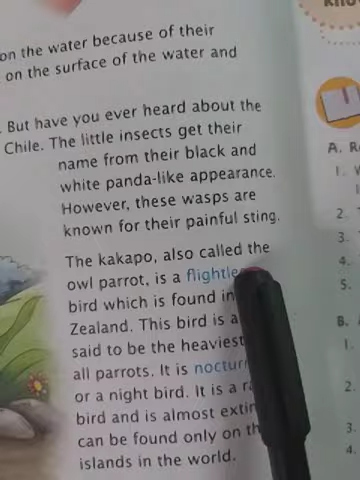 on the water because of their
on the surface of the water and
But have you ever heard about the
Chile. The little insects get their
name from their black and
white panda-like appearance.
However, these wasps are
known for their painful sting.
The kakapo, also called the
owl parrot, is a
bird which is found in
Zealand. This bird is
said to be the heaviest
all parrots. It is
or a night bird. It is a
bird and is almost
can be found only on
islands in the world.
A.
1.
2.
3.
4.
5.
B.
1.
2.
3.
4.